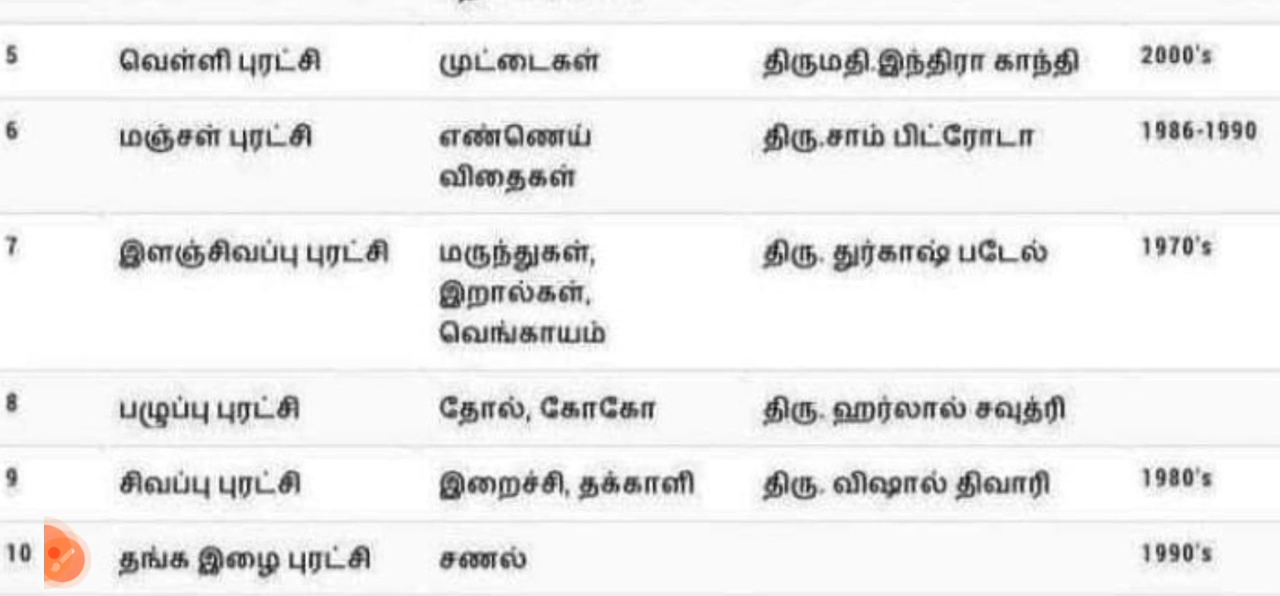 5 வெள்ளி புரட்சி முட்டைகள் திருமதி.இந்திரா காந்தி 2000's
6 மஞ்சள் புரட்சி எண்ணெய் திரு.சாம் பிட்ரோடா 1986-1990
விதைகள்
7 இளஞ்சிவப்பு புரட்சி மருந்துகள், திரு. துர்காஷ் படேல் 1970's
இறால்கள்,
வெங்காயம்
8 பழுப்பு புரட்சி தோல், கோகோ திரு. ஹர்லால் சவுத்ரி
9 சிவப்பு புரட்சி இறைச்சி, தக்காளி திரு. விஷால் திவாரி 1980's
10 தங்க இழை புரட்சி சணல் 1990's